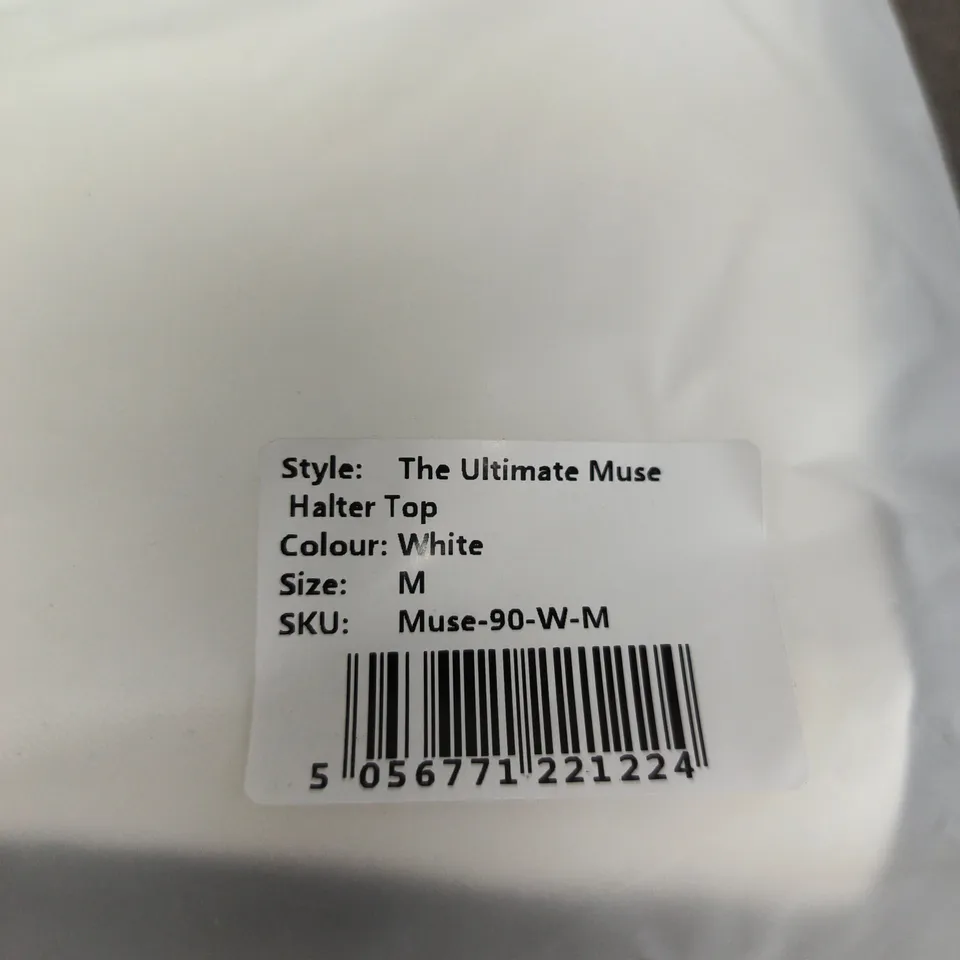 Style: The Ultimate Muse
Halter Top
Colour: White
Size: M
SKU: Muse-90-W-M
5 056771 221224